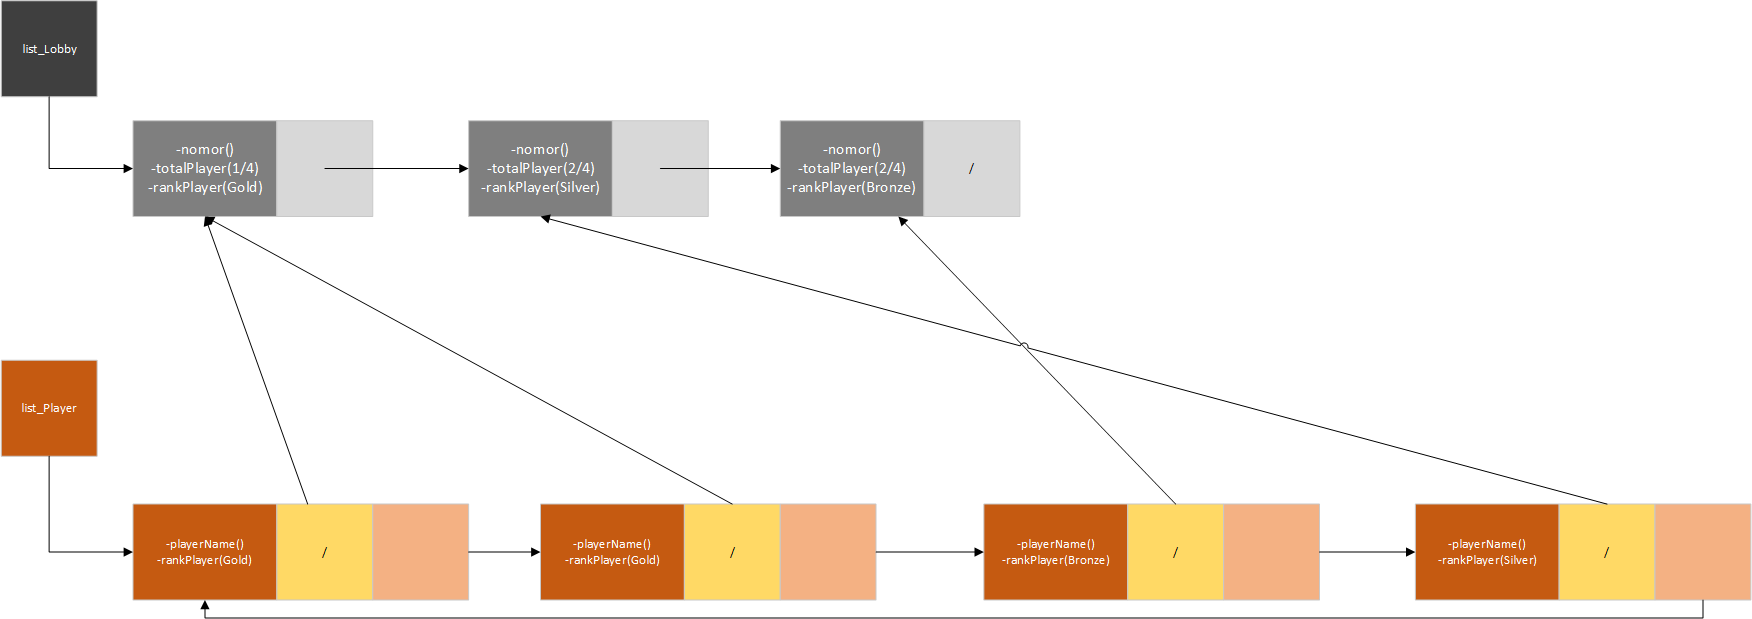 list_Lobby
-nomor()
-totalPlayer(1/4)
-rankPlayer(Gold)
-nomor()
-totalPlayer(2/4)
-rankPlayer(Silver)
-nomor()
-totalPlayer(2/4)
-rankPlayer(Bronze)
/
list_Player
-playerName()
-rankPlayer(Gold)
/
-playerName()
-rankPlayer(Gold)
/
-playerName()
-rankPlayer(Bronze)
/
-playerName()
-rankPlayer(Silver)
/